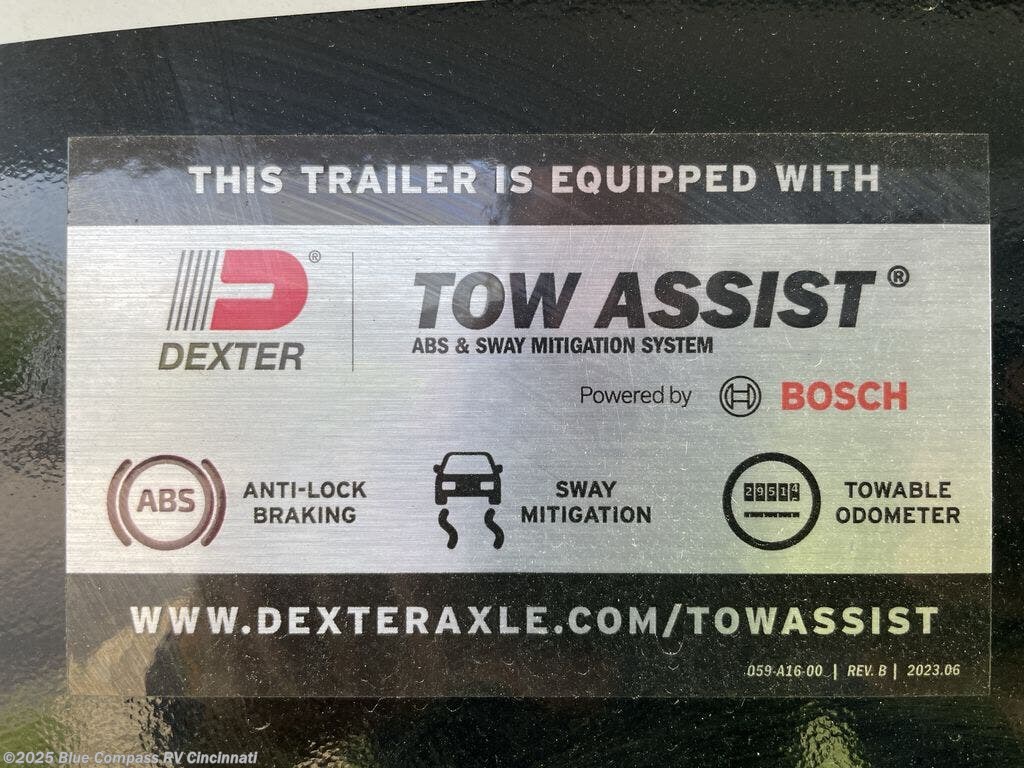 THIS TRAILER IS EQUIPPED WITH
DEXTER®
TOW ASSIST®
ABS & SWAY MITIGATION SYSTEM
Powered by BOSCH
ABS
ANTI-LOCK
BRAKING
SWAY
MITIGATION
29514
TOWABLE
ODOMETER
WWW.DEXTERAXLE.COM/TOWASSIST
059-A16-00 | REV. B | 2023.06
©2025 Blue Compass RV Cincinnati